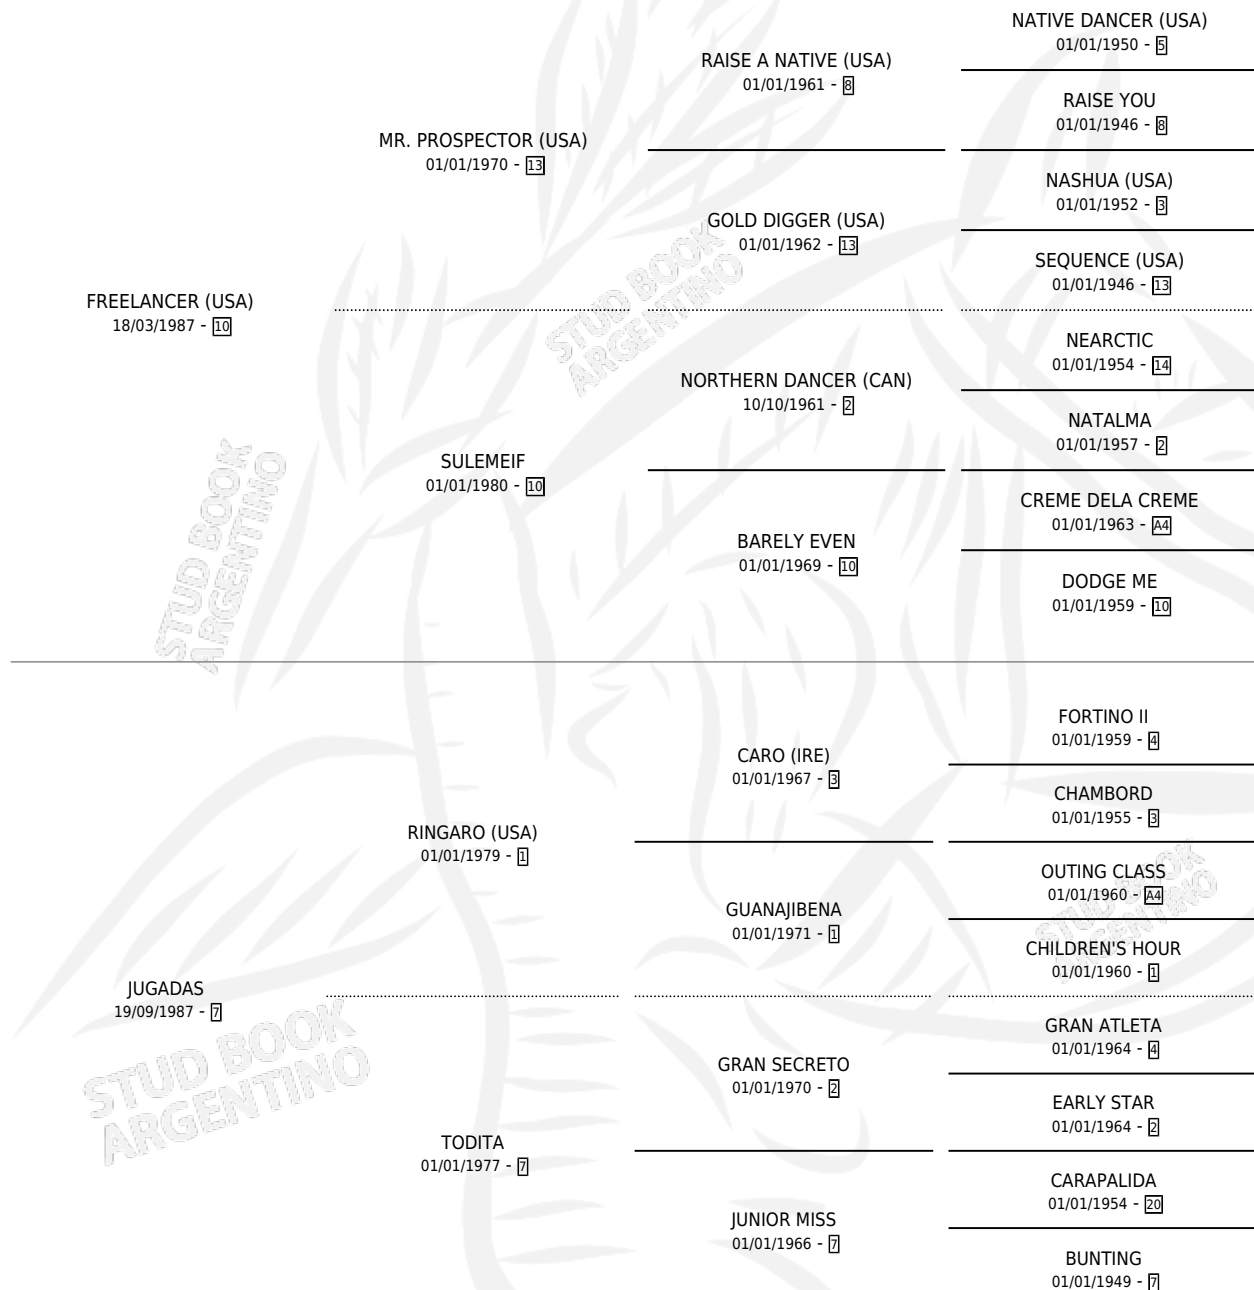 NATIVE DANCER (USA)
01/01/1950 - 5
RAISE A NATIVE (USA)
01/01/1961 - 8
RAISE YOU
01/01/1946 - 8
MR. PROSPECTOR (USA)
01/01/1970 - 13
NASHUA (USA)
01/01/1952 - 3
GOLD DIGGER (USA)
01/01/1962 - 13
SEQUENCE (USA)
01/01/1946 - 13
FREELANCER (USA)
18/03/1987 - 10
STUD BOOK
ARGENTINO
NEARCTIC
01/01/1954 - 14
NORTHERN DANCER (CAN)
10/10/1961 - 2
NATALMA
01/01/1957 - 2
SULEMEIF
01/01/1980 - 10
CREME DELA CREME
01/01/1963 - A4
BARELY EVEN
01/01/1969 - 10
DODGE ME
01/01/1959 - 10
STUD BOOK
ARGENTINO
FORTINO II
01/01/1959 - 4
CARO (IRE)
01/01/1967 - 3
CHAMBORD
01/01/1955 - 3
RINGARO (USA)
01/01/1979 - 1
OUTING CLASS
01/01/1960 - A4
GUANAJIBENA
01/01/1971 - 1
STUD BOOK
ARGENTINO
CHILDREN'S HOUR
01/01/1960 - 1
JUGADAS
19/09/1987 - 7
STUD BOOK
ARGENTINO
GRAN ATLETA
01/01/1964 - 4
GRAN SECRETO
01/01/1970 - 2
EARLY STAR
01/01/1964 - 2
TODITA
01/01/1977 - 7
CARAPALIDA
01/01/1954 - 20
JUNIOR MISS
01/01/1966 - 7
BUNTING
01/01/1949 - 7